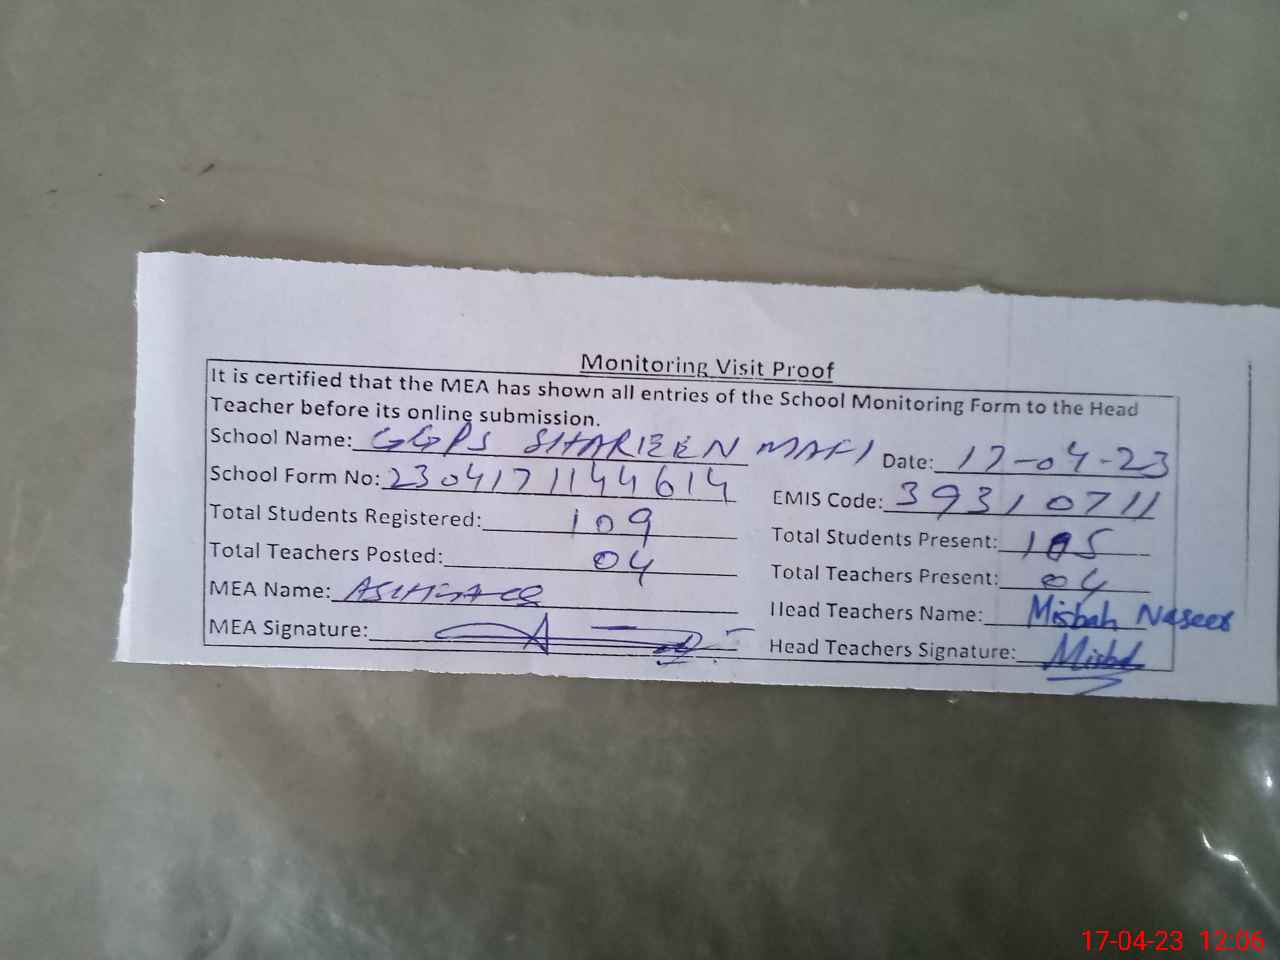 Monitoring Visit Proof
It is certified that the MEA has shown all entries of the School Monitoring Form to the Head
Teacher before its online submission.
School Name: GGPS SHAREEN MAFI Date: 17-04-23
School Form No: 2304171144614 EMIS Code: 39310711
Total Students Registered: 109 Total Students Present: 105
Total Teachers Posted: 04 Total Teachers Present: 04
MEA Name: Head Teachers Name: Misbah Naseer
MEA Signature: Head Teachers Signature: Misbah
17-04-23 12:06